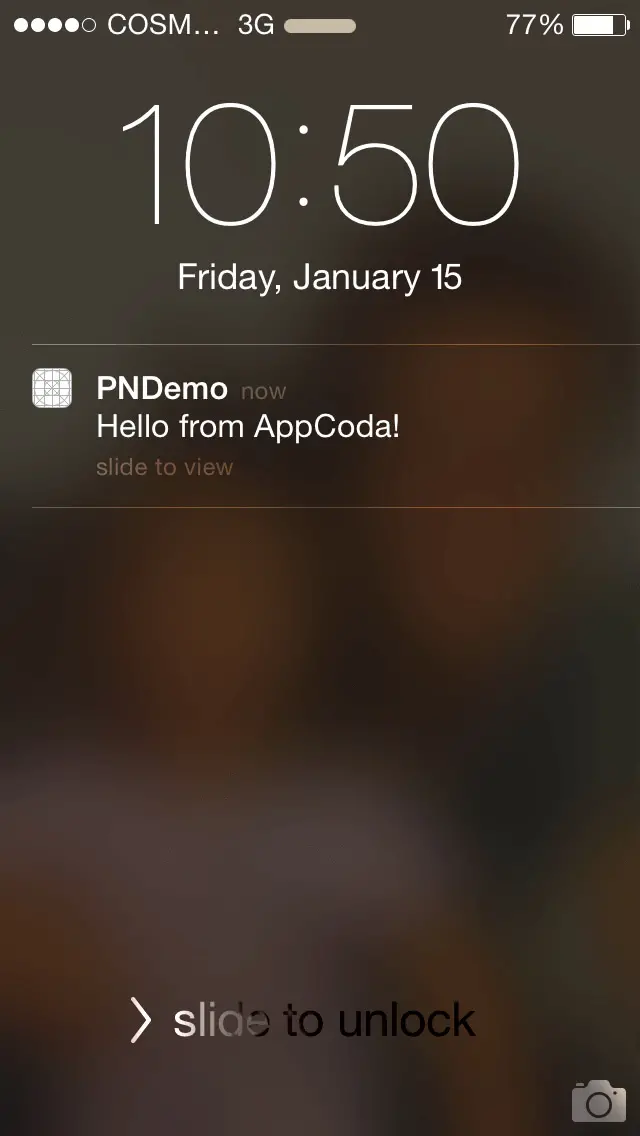 COSM... 3G 77%
10:50
Friday, January 15
PNDemo now
Hello from AppCoda!
slide to view
slide to unlock